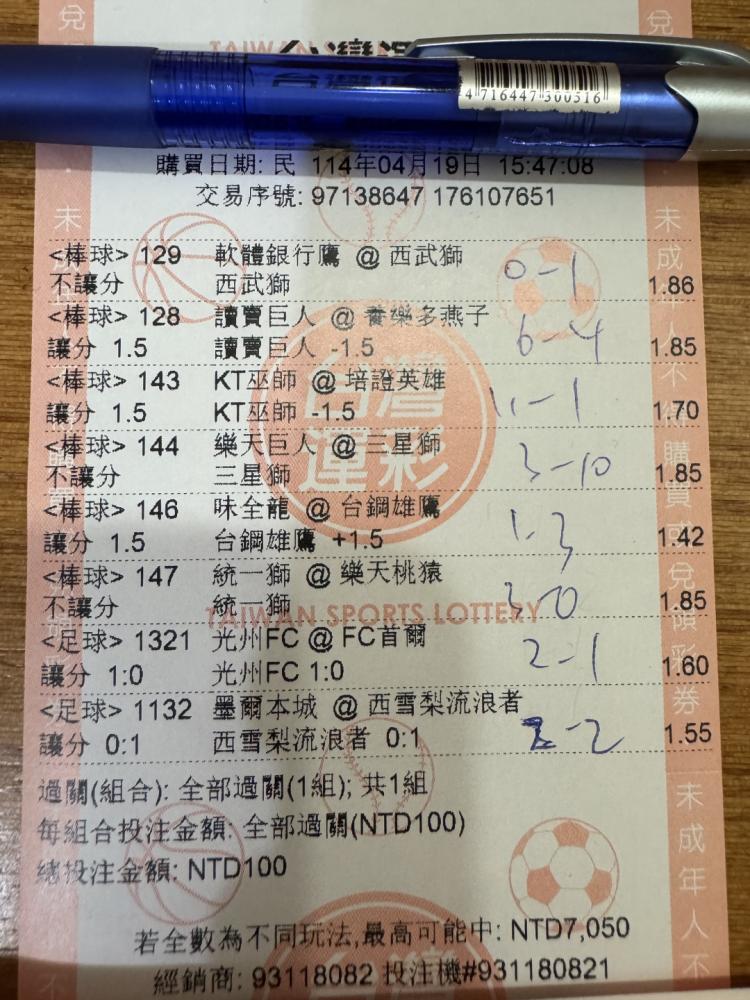 TAIWAN
4 716447 300316
購買日期: 民 114年04月19日 15:47:08
交易序號: 97138647 176107651
<棒球> 129 軟體銀行鷹 @ 西武獅
不讓分 西武獅 0-1 1.86
<棒球> 128 讀賣巨人 @ 養樂多燕子
讓分 1.5 讀賣巨人 -1.5 6-4 1.85
<棒球> 143 KT巫師 @ 培證英雄
讓分 1.5 KT巫師 -1.5 11-1 1.70
<棒球> 144 樂天巨人 @ 三星獅
不讓分 三星獅 3-10 1.85
<棒球> 146 味全龍 @ 台鋼雄鷹
讓分 1.5 台鋼雄鷹 +1.5 1-3 1.42
<棒球> 147 統一獅 @ 樂天桃猿
不讓分 統一獅 3-0 1.85
TAIWAN SPORTS LOTTERY
<足球> 1321 光州FC @ FC首爾
讓分 1:0 光州FC 1:0 2-1 1.60
<足球> 1132 墨爾本城 @ 西雪梨流浪者
讓分 0:1 西雪梨流浪者 0:1 2-2 1.55
過關(組合): 全部過關(1組); 共1組
每組合投注金額: 全部過關(NTD100)
總投注金額: NTD100
若全數為不同玩法,最高可能中: NTD7,050
經銷商: 93118082 投注機#931180821
台灣
運彩
未成年人不